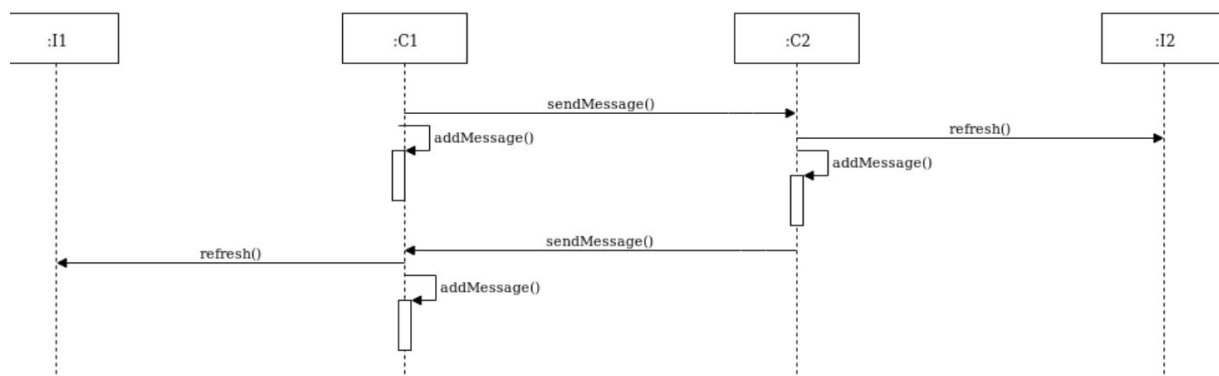 :I1
:C1
:C2
:I2
sendMessage()
refresh()
addMessage()
addMessage()
sendMessage()
refresh()
addMessage()